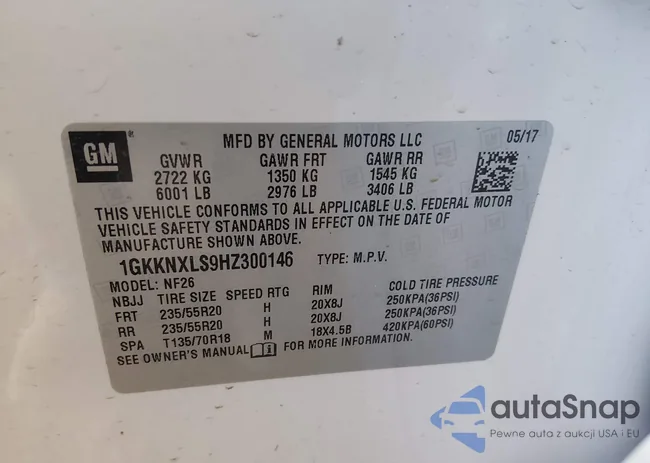 GM
MFD BY GENERAL MOTORS LLC 05/17
GVWR GAWR FRT GAWR RR
2722 KG 1350 KG 1545 KG
6001 LB 2976 LB 3406 LB
THIS VEHICLE CONFORMS TO ALL APPLICABLE U.S. FEDERAL MOTOR
VEHICLE SAFETY STANDARDS IN EFFECT ON THE DATE OF
MANUFACTURE SHOWN ABOVE.
1GKKNXLS9HZ300146 TYPE: M.P.V.
MODEL: NF26
NBJJ TIRE SIZE SPEED RTG RIM COLD TIRE PRESSURE
FRT 235/55R20 H 20X8J 250KPA(36PSI)
RR 235/55R20 H 20X8J 250KPA(36PSI)
SPA T135/70R18 M 18X4.5B 420KPA(60PSI)
SEE OWNER'S MANUAL FOR MORE INFORMATION.
autaSnap
Pewne auta z aukcji USA i EU